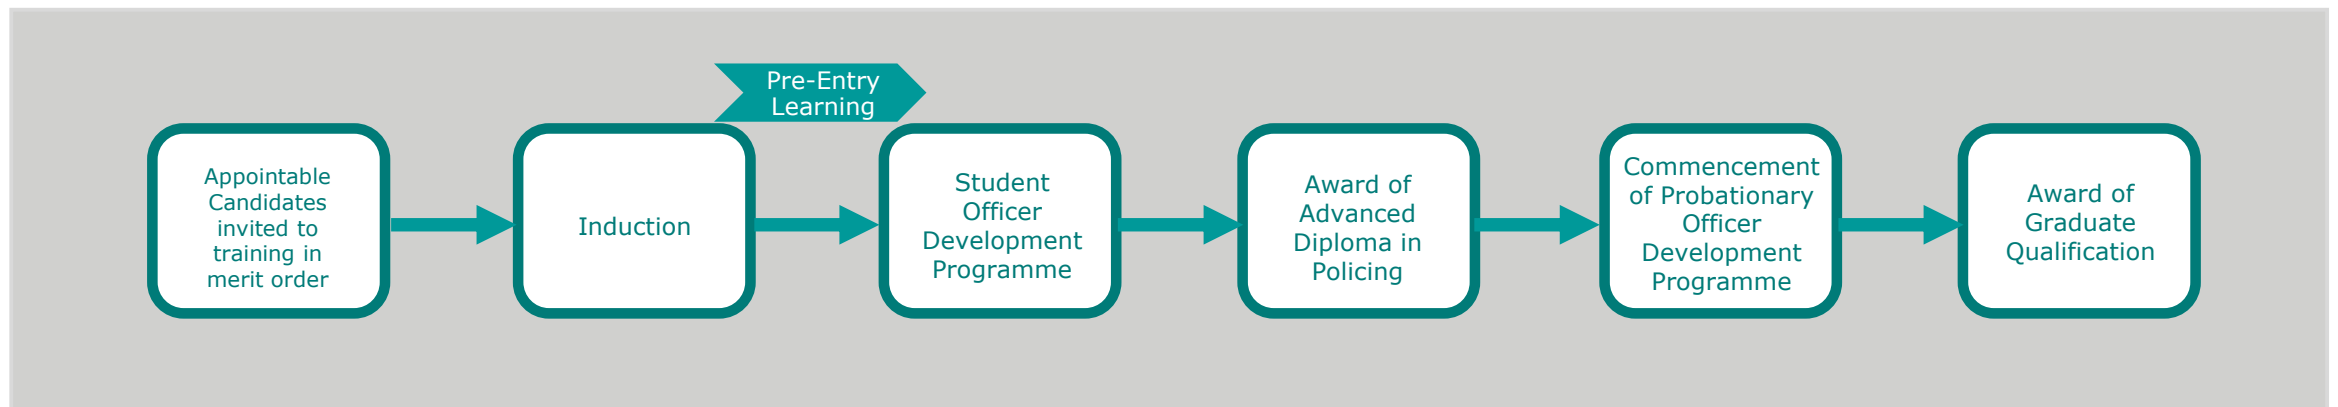 Pre-Entry
Learning
Appointable
Candidates
invited to
training in
merit order
Induction
Student
Officer
Development
Programme
Award of
Advanced
Diploma in
Policing
Commencement
of Probationary
Officer
Development
Programme
Award of
Graduate
Qualification